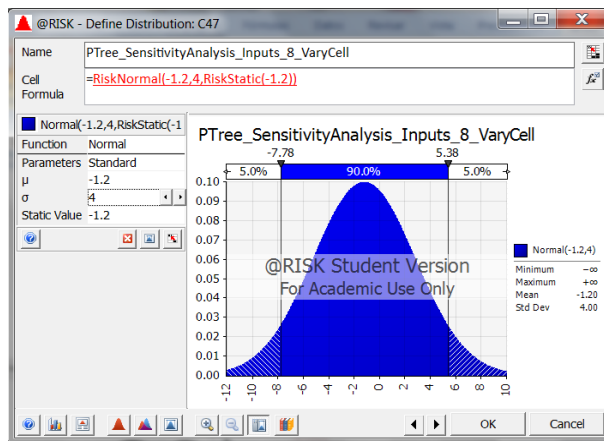 @RISK - Define Distribution: C47
Name
PTree_SensitivityAnalysis_Inputs_8_VaryCell
Cell
Formula
=RiskNormal(-1.2,4,RiskStatic(-1.2))
Normal(-1.2,4,RiskStatic(-1
Function Normal
Parameters Standard
μ -1.2
σ 4
Static Value -1.2
PTree_SensitivityAnalysis_Inputs_8_VaryCell
-7.78 5.38
5.0% 90.0% 5.0%
0.10
0.09
0.08
0.07
0.06
0.05
0.04
0.03
0.02
0.01
0.00
-12 -10 -8 -6 -4 -2 0 2 4 6 8 10
@RISK Student Version
For Academic Use Only
Normal(-1.2,4)
Minimum -∞
Maximum +∞
Mean -1.20
Std Dev 4.00
OK Cancel